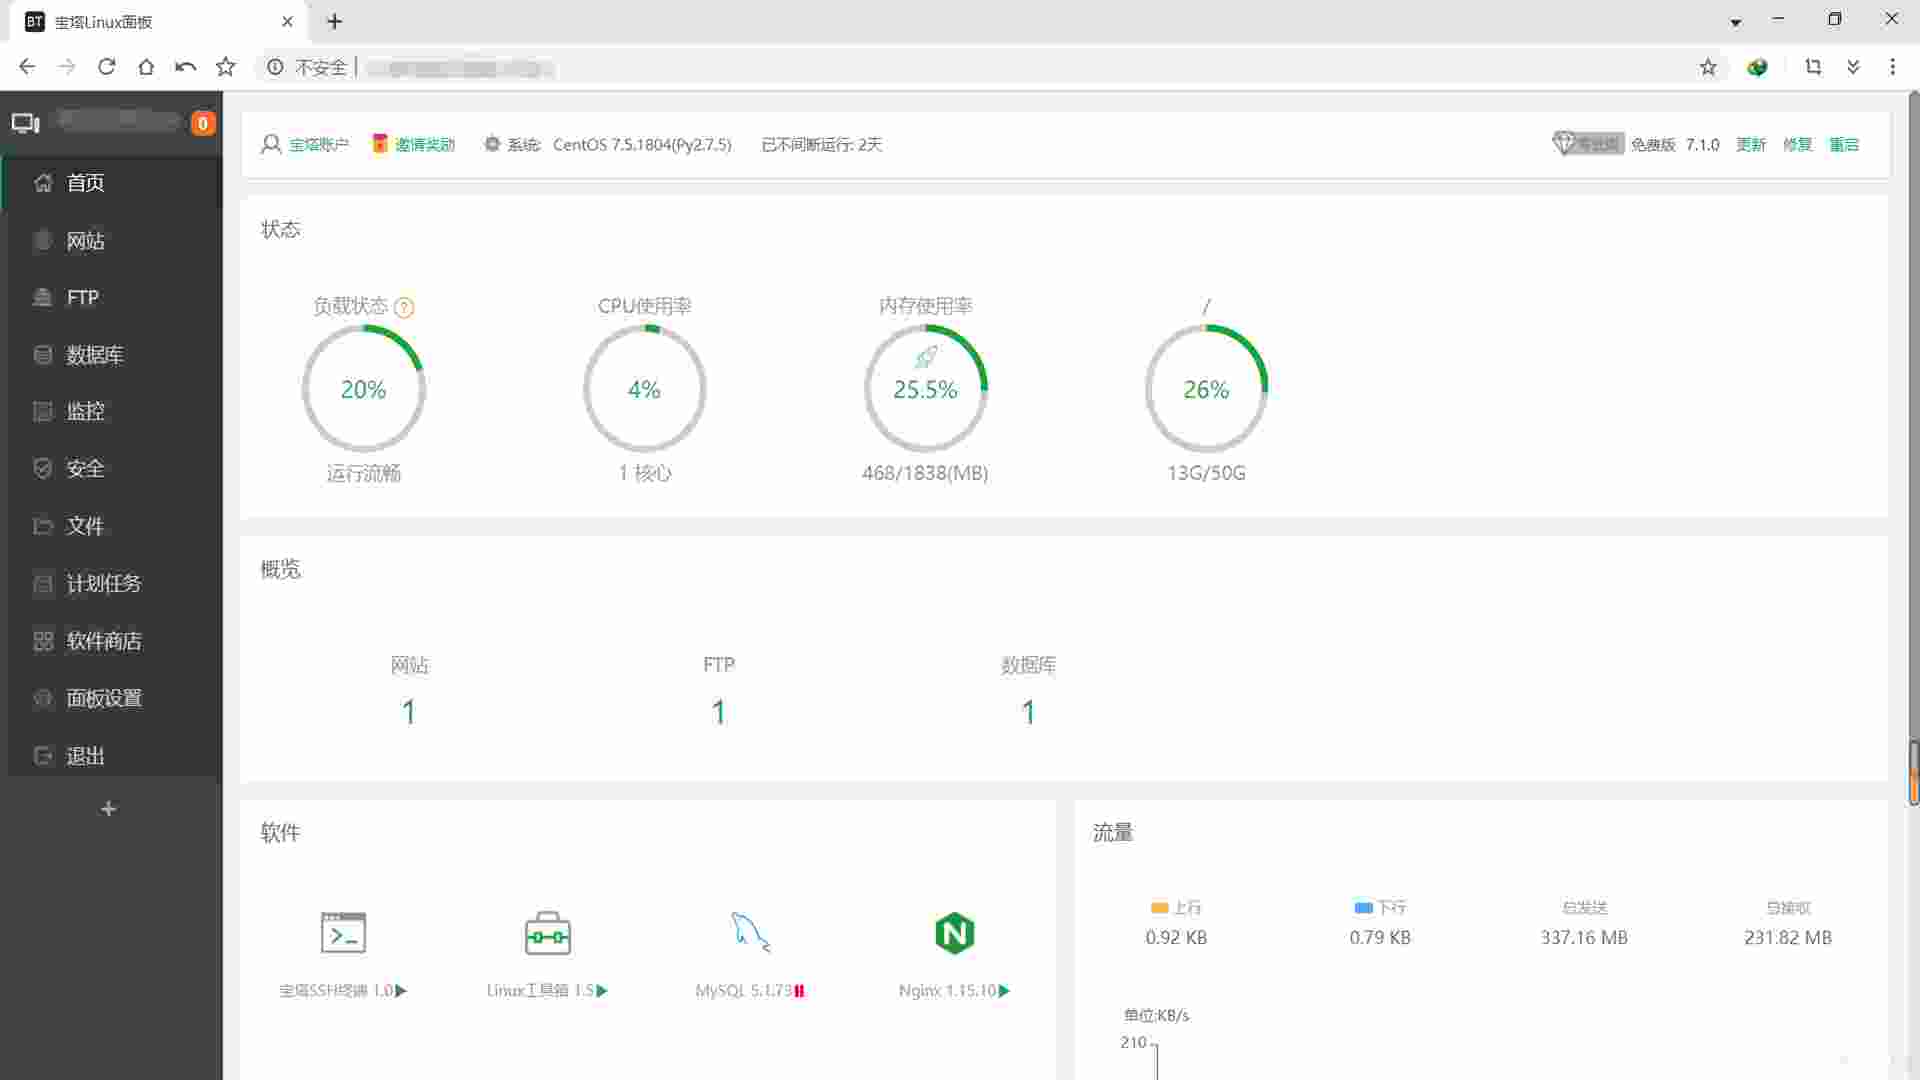 BT 宝塔Linux面板
不安全
0
首页
网站
FTP
数据库
监控
安全
文件
计划任务
软件商店
面板设置
退出
宝塔账户 邀请奖励 系统: CentOS 7.5.1804(Py2.7.5) 已不间断运行: 2天 免费版 7.1.0 更新 修复 重启
状态
负载状态 ? CPU使用率 内存使用率 /
20% 4% 25.5% 26%
运行流畅 1 核心 468/1838(MB) 13G/50G
概览
网站 FTP 数据库
1 1 1
软件
宝塔SSH终端 1.0 Linux工具箱 1.5 MySQL 5.1.73 Nginx 1.15.10
流量
上行 下行 总发送 总接收
0.92 KB 0.79 KB 337.16 MB 231.82 MB
单位:KB/s
210